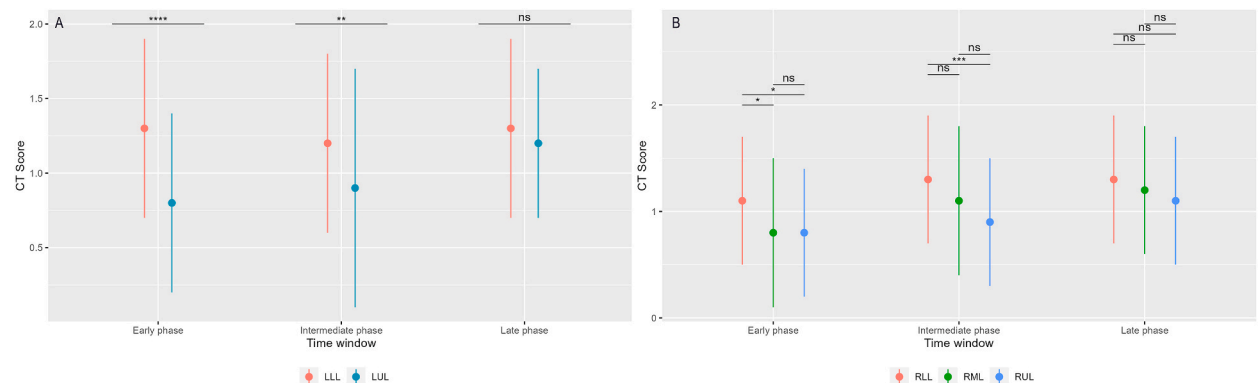 A
****
**
ns
2.0
1.5
1.0
0.5
CT Score
Early phase
Intermediate phase
Late phase
Time window
LLL
LUL
B
ns
*
*
ns
***
ns
ns
ns
ns
2
1
0
CT Score
Early phase
Intermediate phase
Late phase
Time window
RLL
RML
RUL